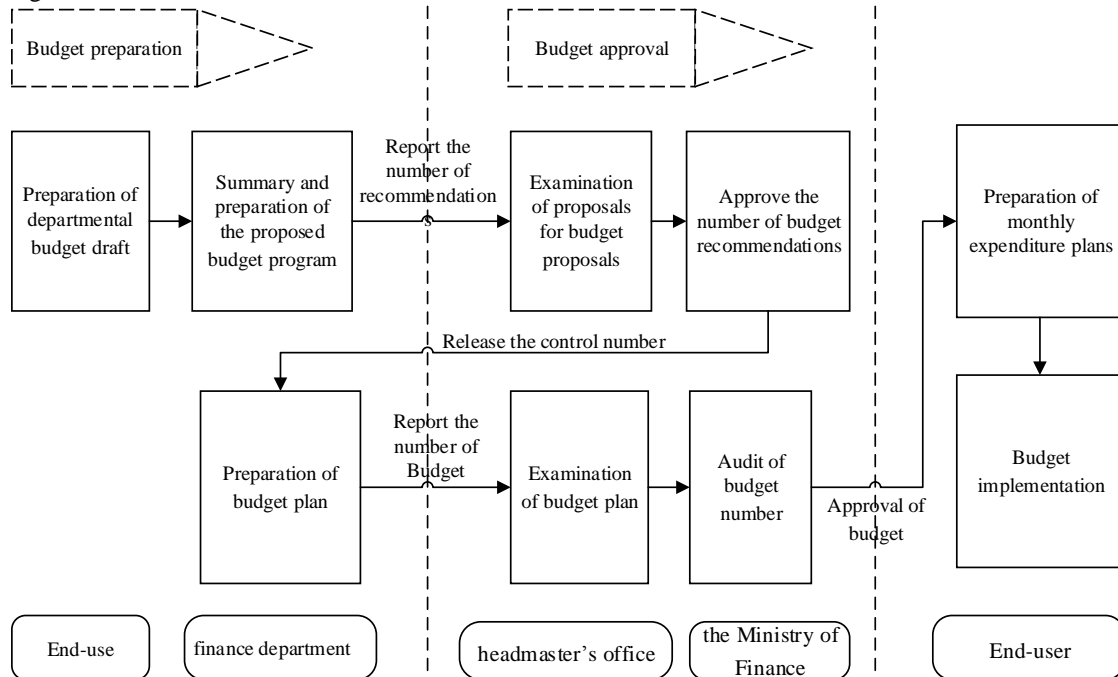 Budget preparation
Budget approval
Preparation of
departmental
budget draft
Summary and
preparation of
the proposed
budget program
Report the
number of
recommendation
s
Examination
of proposals
for budget
proposals
Approve the
number of budget
recommendations
Preparation of
monthly
expenditure plans
Release the control number
Preparation of
budget plan
Report the
number of
Budget
Examination
of budget plan
Audit of
budget
number
Approval of
budget
Budget
implementation
End-use
finance department
headmaster's office
the Ministry of
Finance
End-user